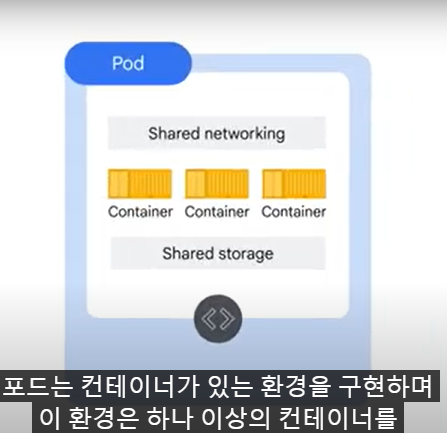 Pod
Shared networking
Container Container Container
Shared storage
포드는 컨테이너가 있는 환경을 구현하며
이 환경은 하나 이상의 컨테이너를